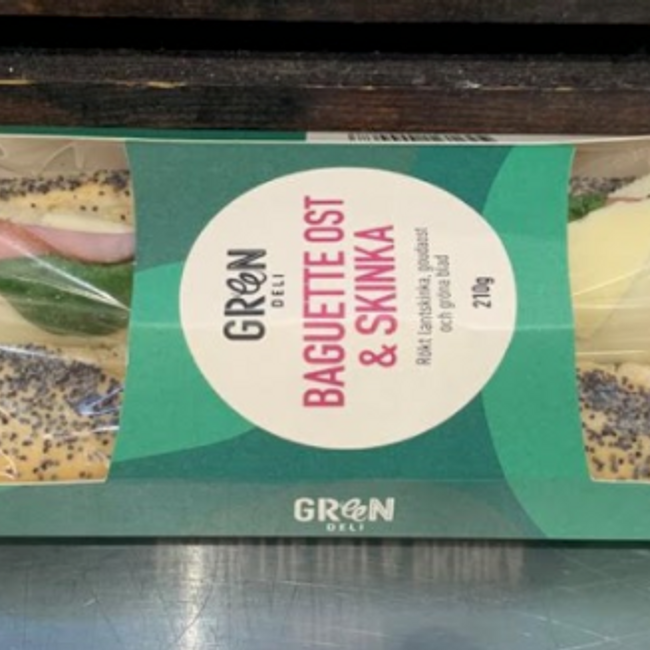 GREEN
DELI
BAGUETTE OST
& SKINKA
Rökt lantskinka, goudaost
och gröna blad
210g
GREEN
DELI